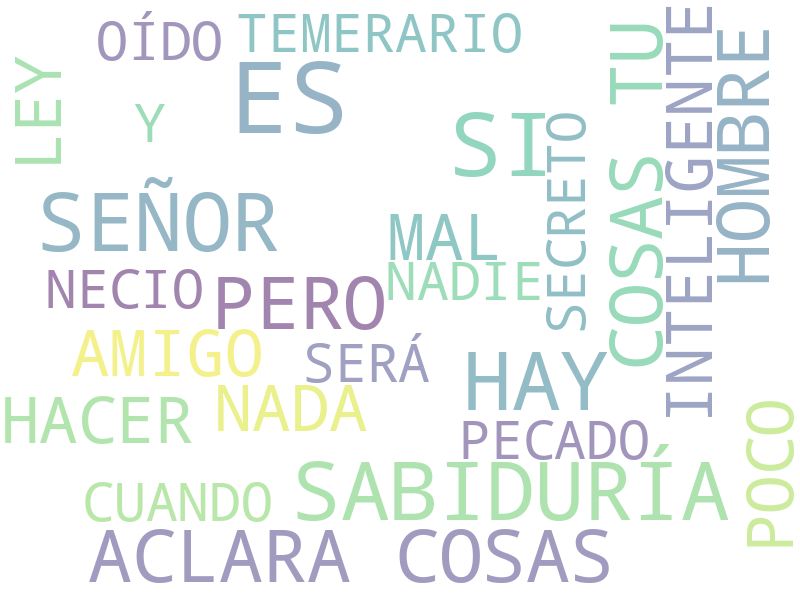 OÍDO
TEMERARIO
LEY
Y
ES
SI
SECRETO
COSAS TU
INTELIGENTE
HOMBRE
SEÑOR
MAL
NADIE
NECIO
PERO
AMIGO
SERÁ
HAY
HACER
NADA
PECADO
POCO
CUANDO
SABIDURÍA
ACLARA COSAS